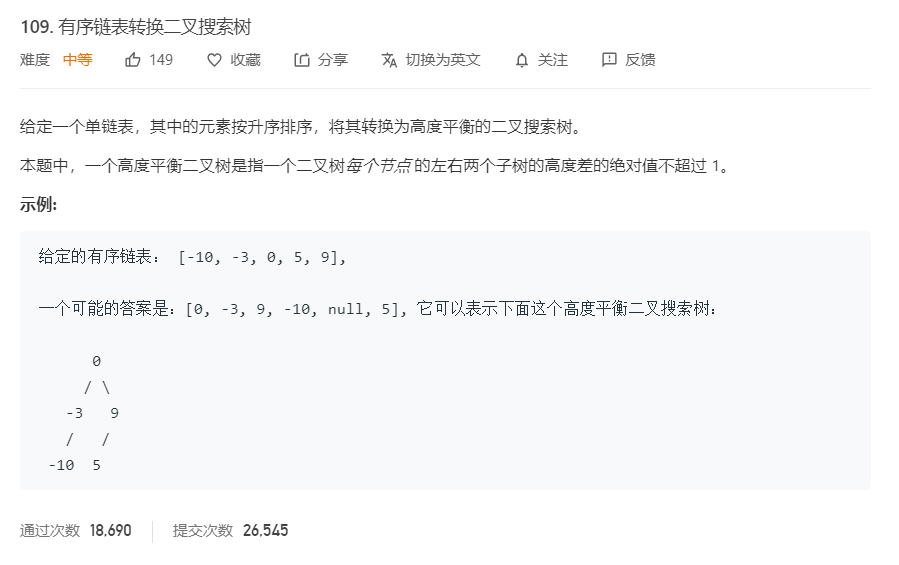 109. 有序链表转换二叉搜索树
难度 中等 149 收藏 分享 切换为英文 关注 反馈
给定一个单链表，其中的元素按升序排序，将其转换为高度平衡的二叉搜索树。
本题中，一个高度平衡二叉树是指一个二叉树每个节点 的左右两个子树的高度差的绝对值不超过 1。
示例:
给定的有序链表： [-10, -3, 0, 5, 9],
一个可能的答案是：[0, -3, 9, -10, null, 5], 它可以表示下面这个高度平衡二叉搜索树：
0
/ \
-3 9
/ /
-10 5
通过次数 18,690 提交次数 26,545